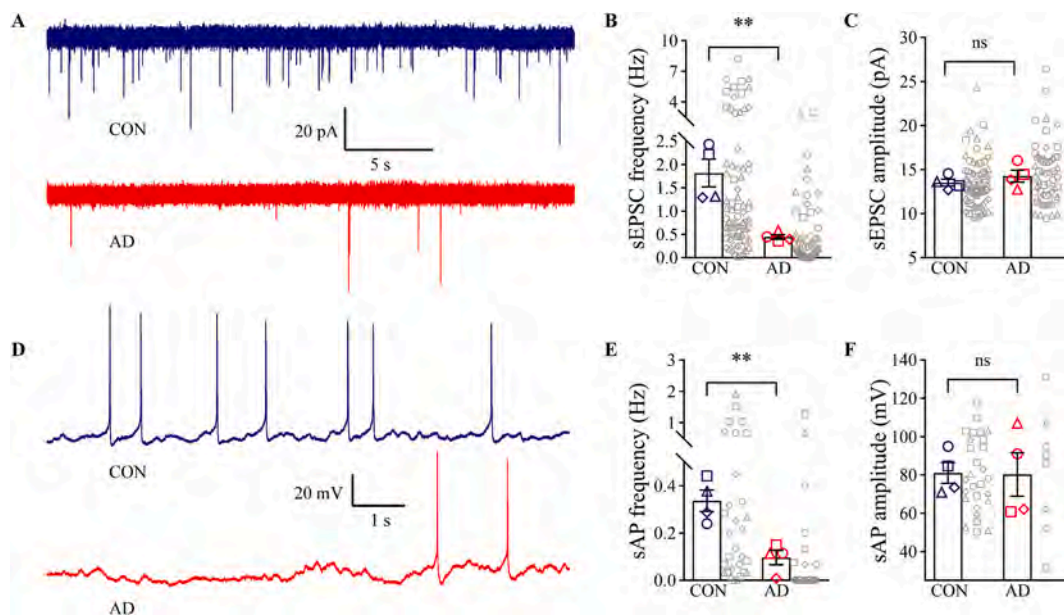 A
CON
20 pA
5 s
AD
B
**
sEPSC frequency (Hz)
10
7
4
2.5
2.0
1.5
1.0
0.5
0.0
CON
AD
C
ns
sEPSC amplitude (pA)
30
25
20
15
10
5
CON
AD
D
CON
20 mV
1 s
AD
E
**
sAP frequency (Hz)
3
2
1
0.4
0.2
0.0
CON
AD
F
ns
sAP amplitude (mV)
140
120
100
80
60
40
CON
AD